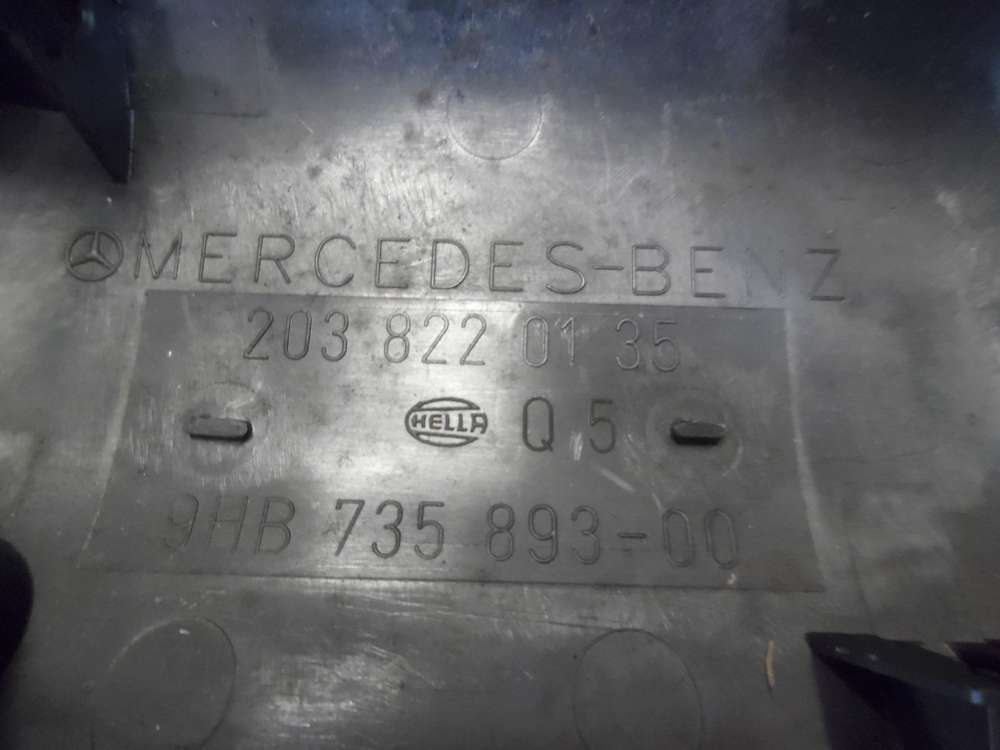 MERCEDES-BENZ
203 822 01 35
HELLA Q 5
9HB 735 893-00